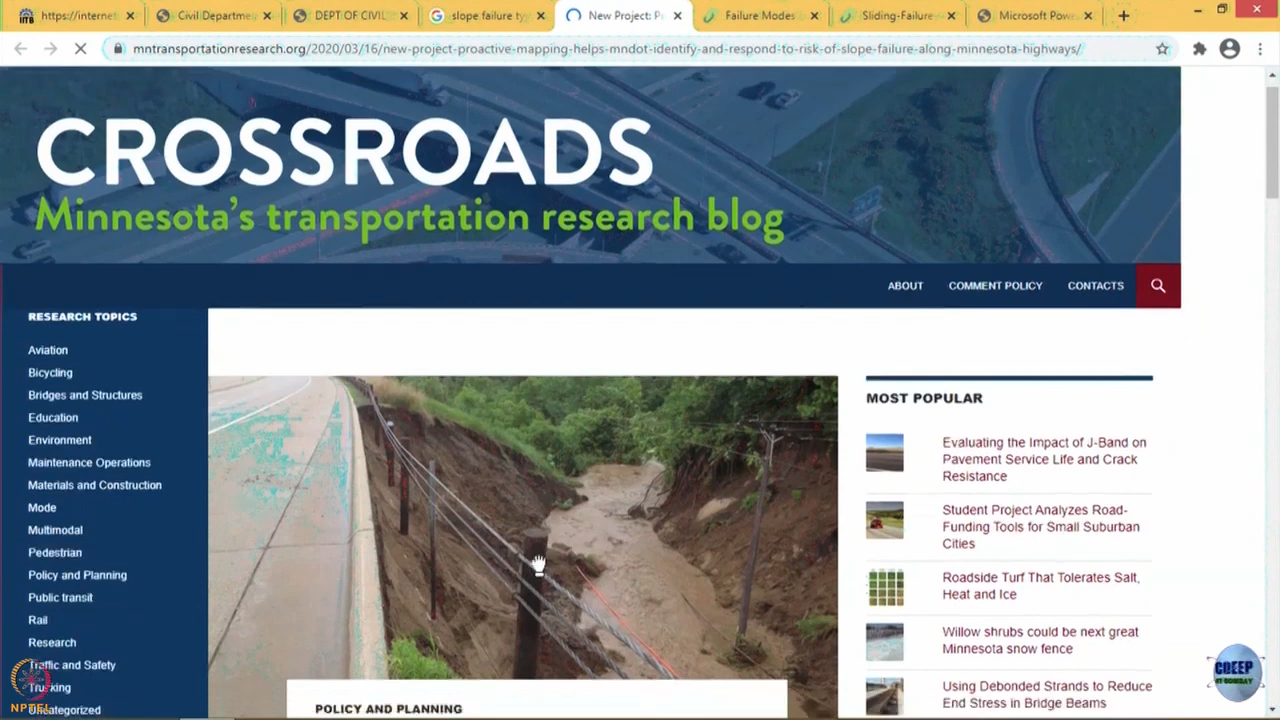 https://internet
Civil Departme
DEPT OF CIVIL
slope failure ty
New Project: P
Failure Modes
Sliding-Failure
Microsoft Pow
mntransportationresearch.org/2020/03/16/new-project-proactive-mapping-helps-mndot-identify-and-respond-to-risk-of-slope-failure-along-minnesota-highways/
CROSSROADS
Minnesota's transportation research blog
ABOUT
COMMENT POLICY
CONTACTS
RESEARCH TOPICS
Aviation
Bicycling
Bridges and Structures
Education
Environment
Maintenance Operations
Materials and Construction
Mode
Multimodal
Pedestrian
Policy and Planning
Public transit
Rail
Research
Traffic and Safety
Trucking
Uncategorized
POLICY AND PLANNING
MOST POPULAR
Evaluating the Impact of J-Band on
Pavement Service Life and Crack
Resistance
Student Project Analyzes Road-
Funding Tools for Small Suburban
Cities
Roadside Turf That Tolerates Salt,
Heat and Ice
Willow shrubs could be next great
Minnesota snow fence
Using Debonded Strands to Reduce
End Stress in Bridge Beams
NPTEL
CDEEP
IIT BOMBAY